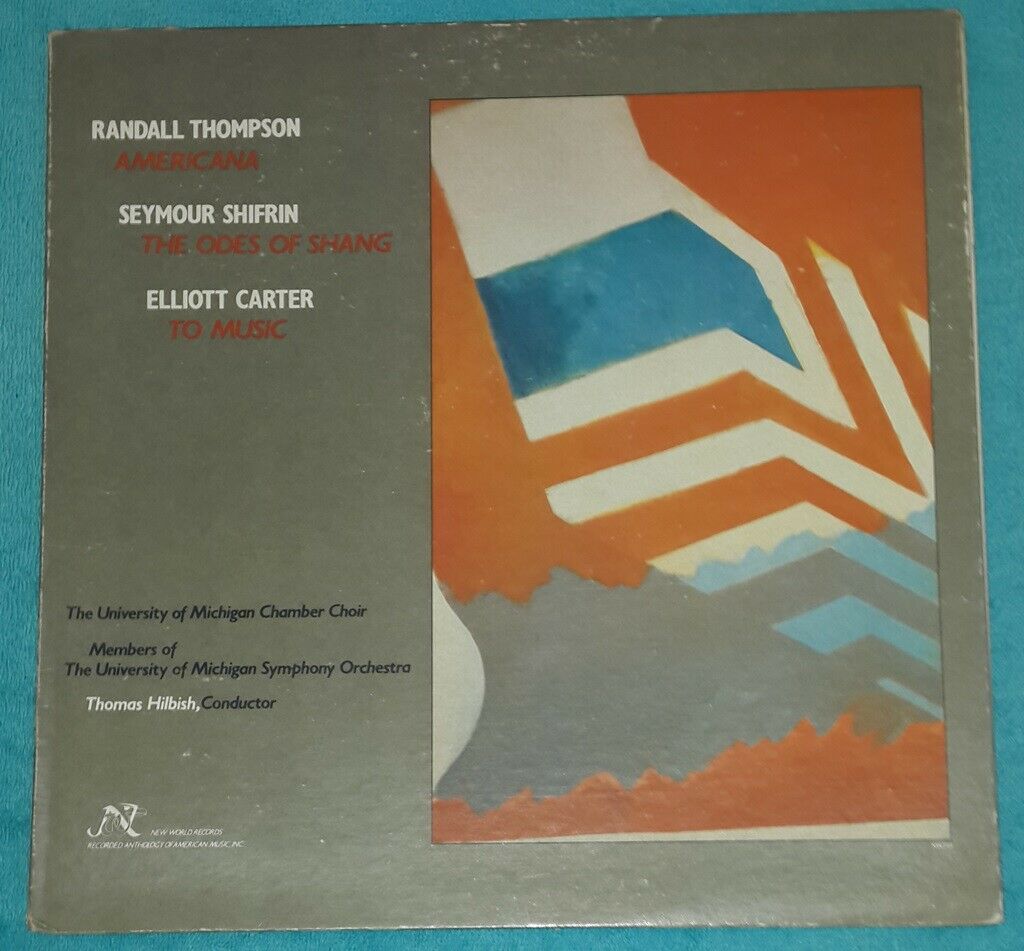 RANDALL THOMPSON
AMERICANA
SEYMOUR SHIFRIN
THE ODES OF SHANG
ELLIOTT CARTER
TO MUSIC
The University of Michigan Chamber Choir
Members of
The University of Michigan Symphony Orchestra
Thomas Hilbish, Conductor
NEW WORLD RECORDS
RECORDED ANTHOLOGY OF AMERICAN MUSIC, INC.